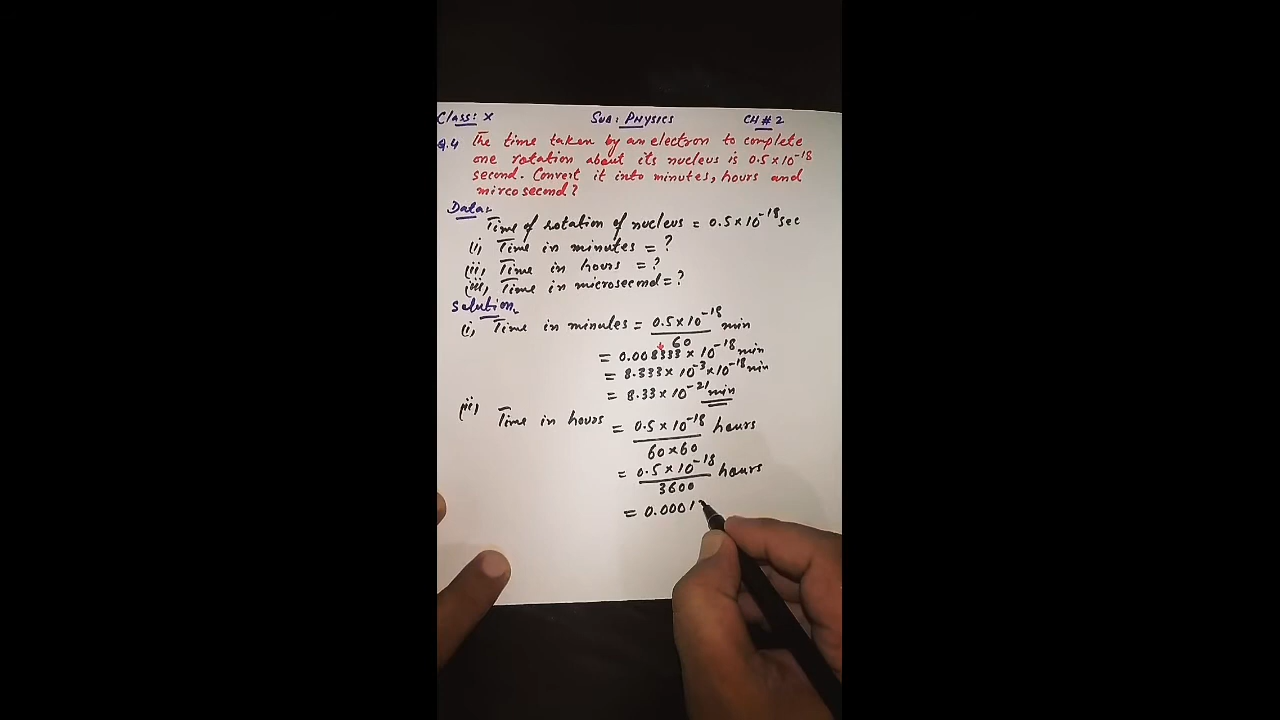 Class: X Sub: Physics CH # 2
Q.4 The time taken by an electron to complete
one rotation about its nucleus is 0.5 × 10⁻¹⁸
second. Convert it into minutes, hours and
mircosecond?
Data:
Time of rotation of nucleus = 0.5 × 10⁻¹⁸ sec
(i) Time in minutes = ?
(ii) Time in hours = ?
(iii) Time in microsecond = ?
Solution
(i) Time in minutes = 0.5 × 10⁻¹⁸ min
60
= 0.008333 × 10⁻¹⁸ min
= 8.333 × 10⁻³ × 10⁻¹⁸ min
= 8.33 × 10⁻²¹ min
(ii) Time in hours = 0.5 × 10⁻¹⁸ hours
60 × 60
= 0.5 × 10⁻¹⁸ hours
3600
= 0.0001